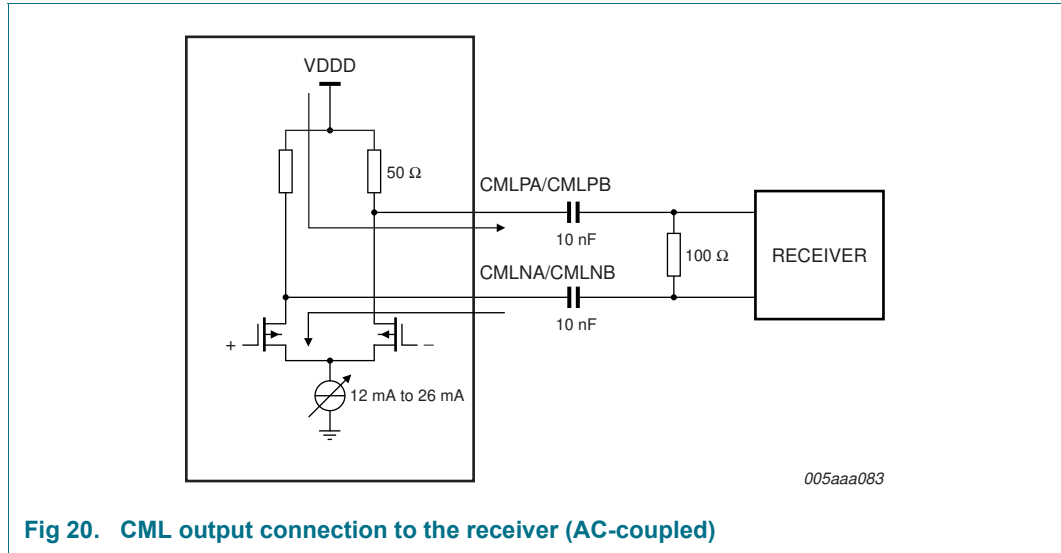 VDDD
50 Ω
CMLPA/CMLPB
10 nF
100 Ω
RECEIVER
CMLNA/CMLNB
10 nF
+
–
12 mA to 26 mA
005aaa083
Fig 20. CML output connection to the receiver (AC-coupled)